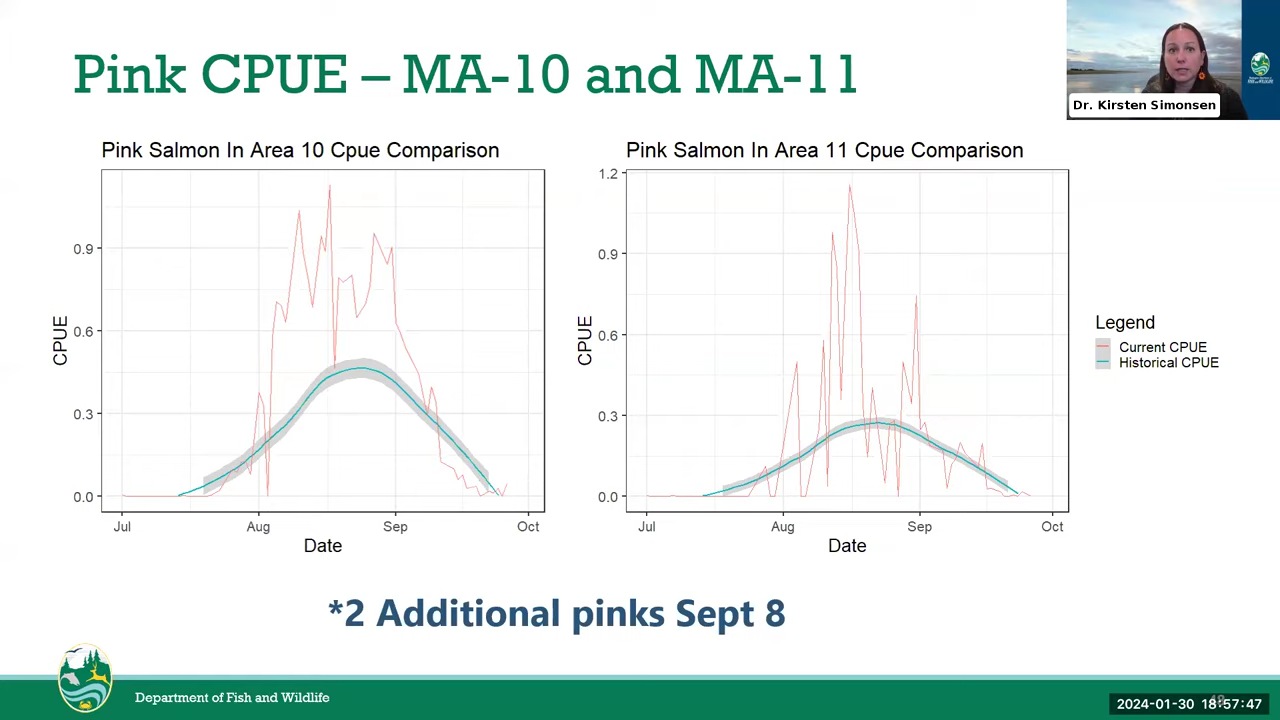 Pink CPUE – MA-10 and MA-11
Dr. Kirsten Simonsen
Pink Salmon In Area 10 Cpue Comparison
CPUE
0.9
0.6
0.3
0.0
Jul Aug Sep Oct
Date
Pink Salmon In Area 11 Cpue Comparison
CPUE
1.2
0.9
0.6
0.3
0.0
Jul Aug Sep Oct
Date
Legend
Current CPUE
Historical CPUE
*2 Additional pinks Sept 8
Department of Fish and Wildlife
2024-01-30 18:57:47